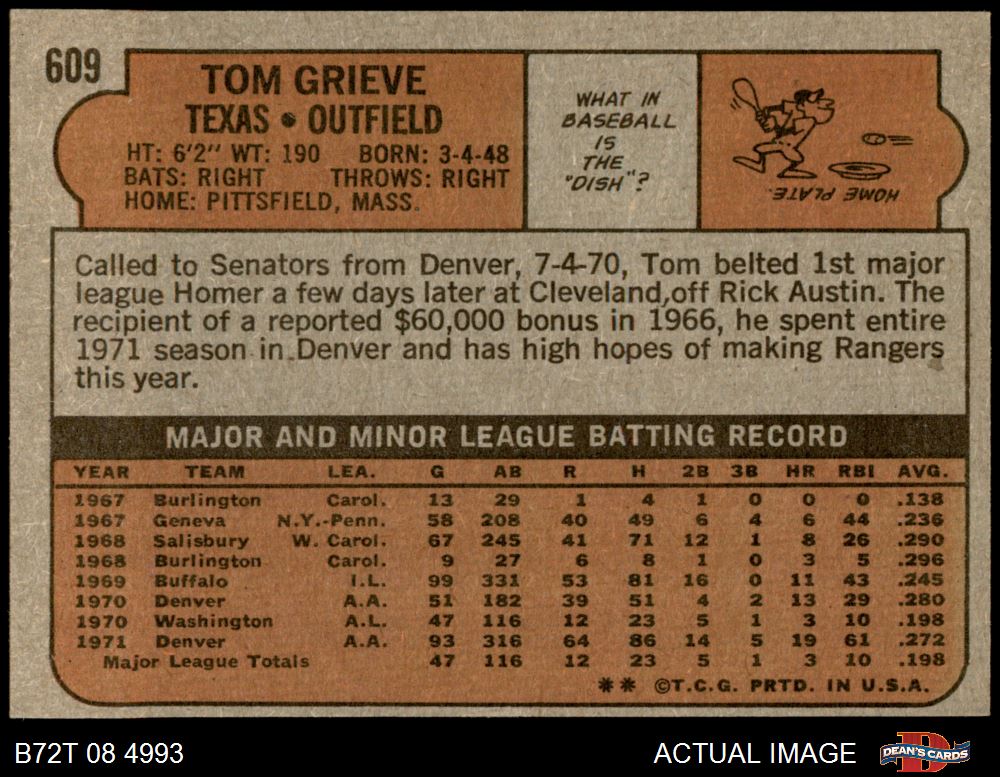 609
TOM GRIEVE
TEXAS • OUTFIELD
HT: 6'2" WT: 190 BORN: 3-4-48
BATS: RIGHT THROWS: RIGHT
HOME: PITTSFIELD, MASS.
WHAT IN
BASEBALL
IS
THE
"DISH"?
HOME PLATE.
Called to Senators from Denver, 7-4-70, Tom belted 1st major
league Homer a few days later at Cleveland,off Rick Austin. The
recipient of a reported $60,000 bonus in 1966, he spent entire
1971 season in Denver and has high hopes of making Rangers
this year.
MAJOR AND MINOR LEAGUE BATTING RECORD
YEAR TEAM LEA. G AB R H 2B 3B HR RBI AVG.
1967 Burlington Carol. 13 29 1 4 1 0 0 0 .138
1967 Geneva N.Y.-Penn. 58 208 40 49 6 4 6 44 .236
1968 Salisbury W. Carol. 67 245 41 71 12 1 8 26 .290
1968 Burlington Carol. 9 27 6 8 1 0 3 5 .296
1969 Buffalo I.L. 99 331 53 81 16 0 11 43 .245
1970 Denver A.A. 51 182 39 51 4 2 13 29 .280
1970 Washington A.L. 47 116 12 23 5 1 3 10 .198
1971 Denver A.A. 93 316 64 86 14 5 19 61 .272
Major League Totals 47 116 12 23 5 1 3 10 .198
** ©T.C.G. PRTD. IN U.S.A.
B72T 08 4993 ACTUAL IMAGE DEAN'S CARDS